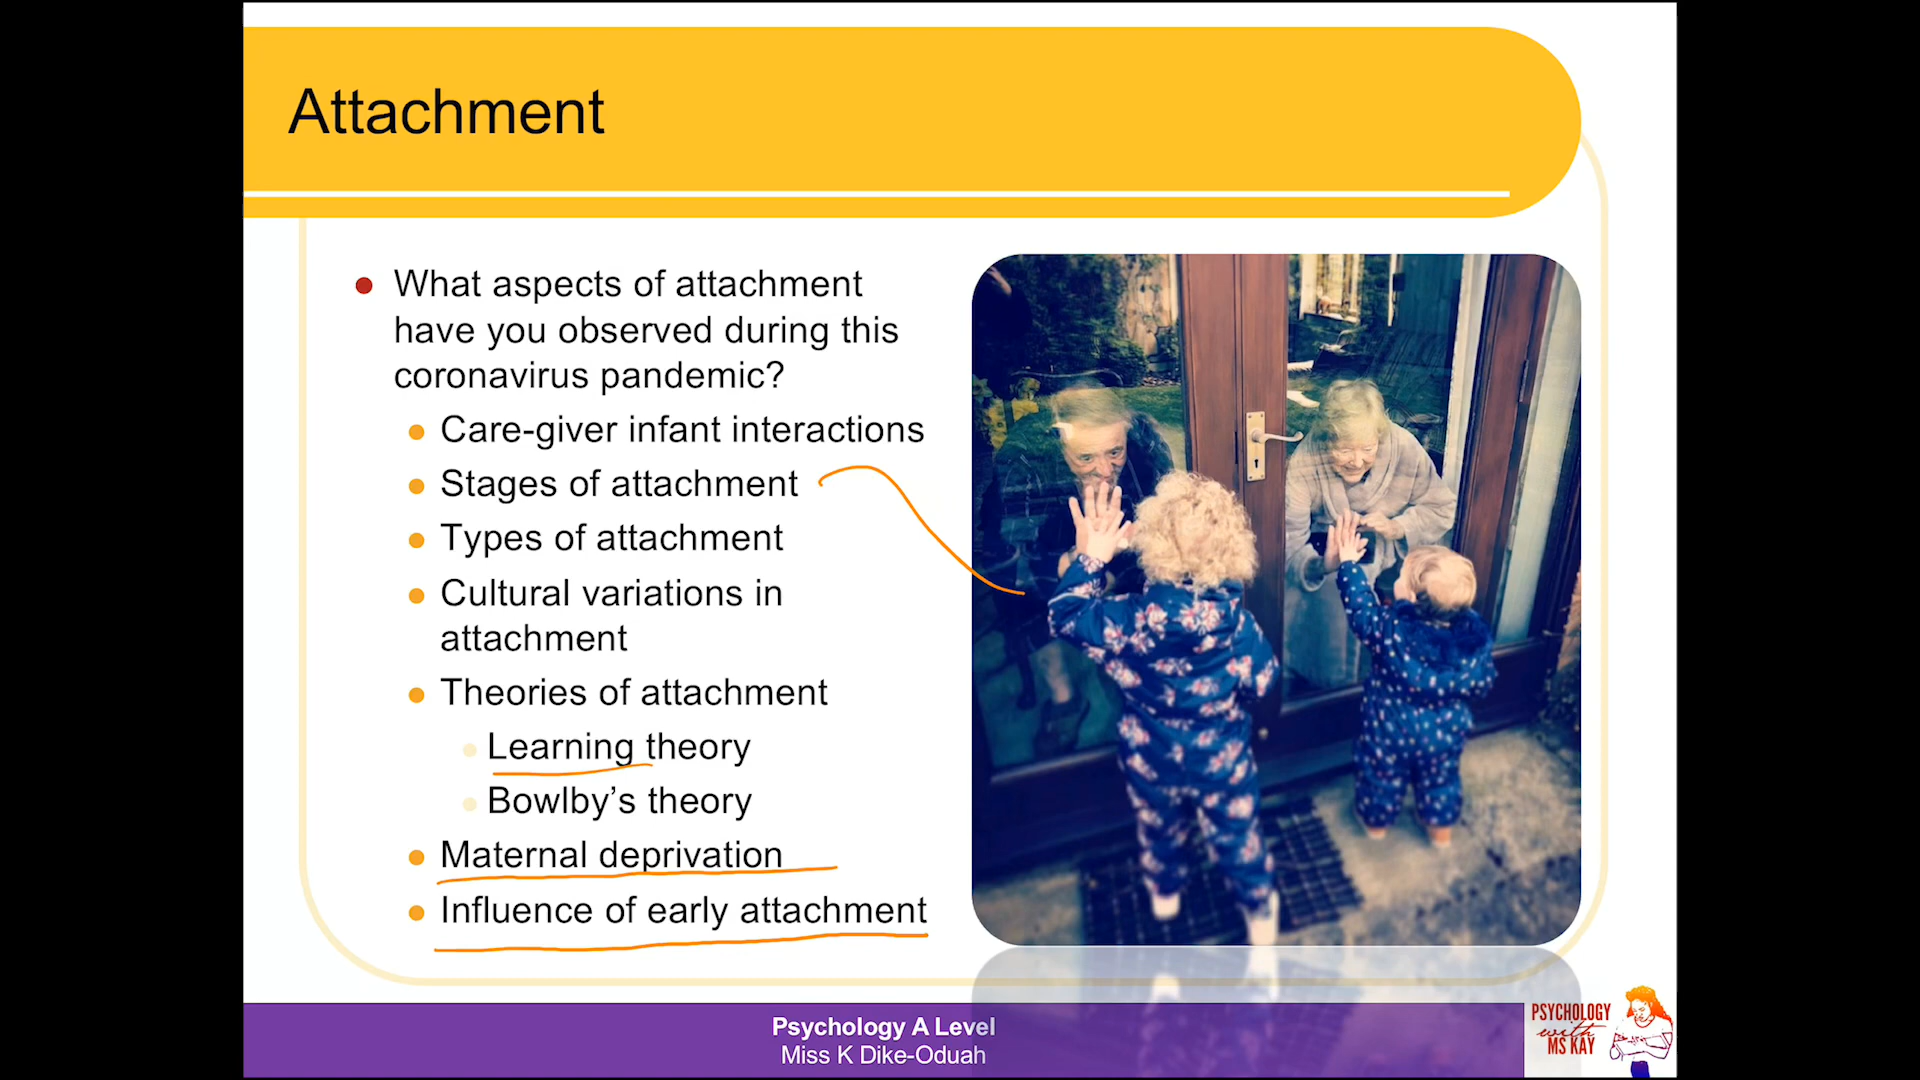 Attachment
What aspects of attachment
have you observed during this
coronavirus pandemic?
Care-giver infant interactions
Stages of attachment
Types of attachment
Cultural variations in
attachment
Theories of attachment
Learning theory
Bowlby’s theory
Maternal deprivation
Influence of early attachment
Psychology A Level
Miss K Dike-Oduah
PSYCHOLOGY
with
MS KAY